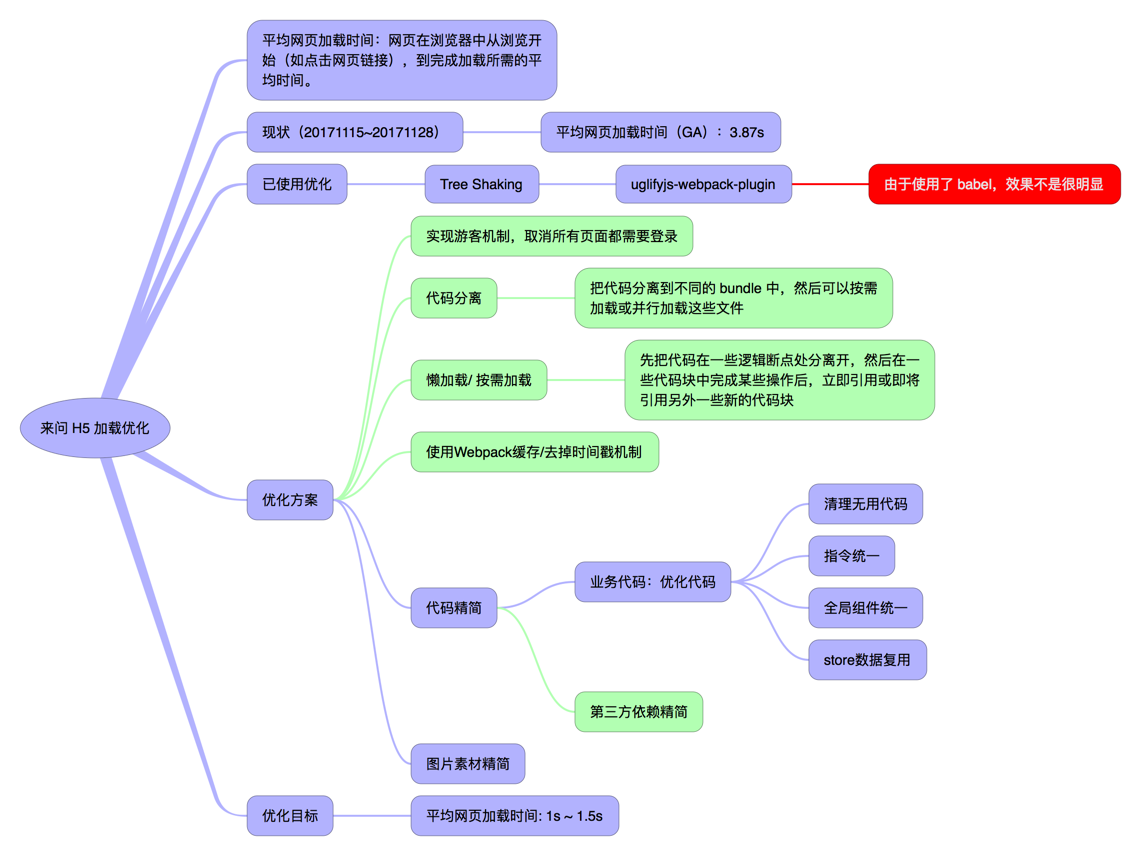 平均网页加载时间：网页在浏览器中从浏览开
始（如点击网页链接），到完成加载所需的平
均时间。
现状（20171115~20171128）
平均网页加载时间（GA）：3.87s
已使用优化
Tree Shaking
uglifyjs-webpack-plugin
由于使用了 babel，效果不是很明显
实现游客机制，取消所有页面都需要登录
代码分离
把代码分离到不同的 bundle 中，然后可以按需
加载或并行加载这些文件
懒加载/ 按需加载
先把代码在一些逻辑断点处分离开，然后在一
些代码块中完成某些操作后，立即引用或即将
引用另外一些新的代码块
来问 H5 加载优化
使用Webpack缓存/去掉时间戳机制
优化方案
代码精简
业务代码：优化代码
清理无用代码
指令统一
全局组件统一
store数据复用
第三方依赖精简
图片素材精简
优化目标
平均网页加载时间: 1s ~ 1.5s